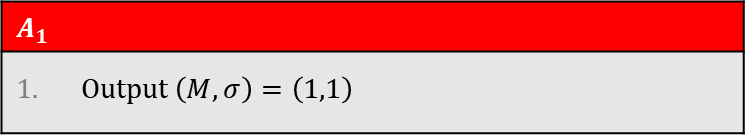 A₁
1. Output (M, σ) = (1,1)